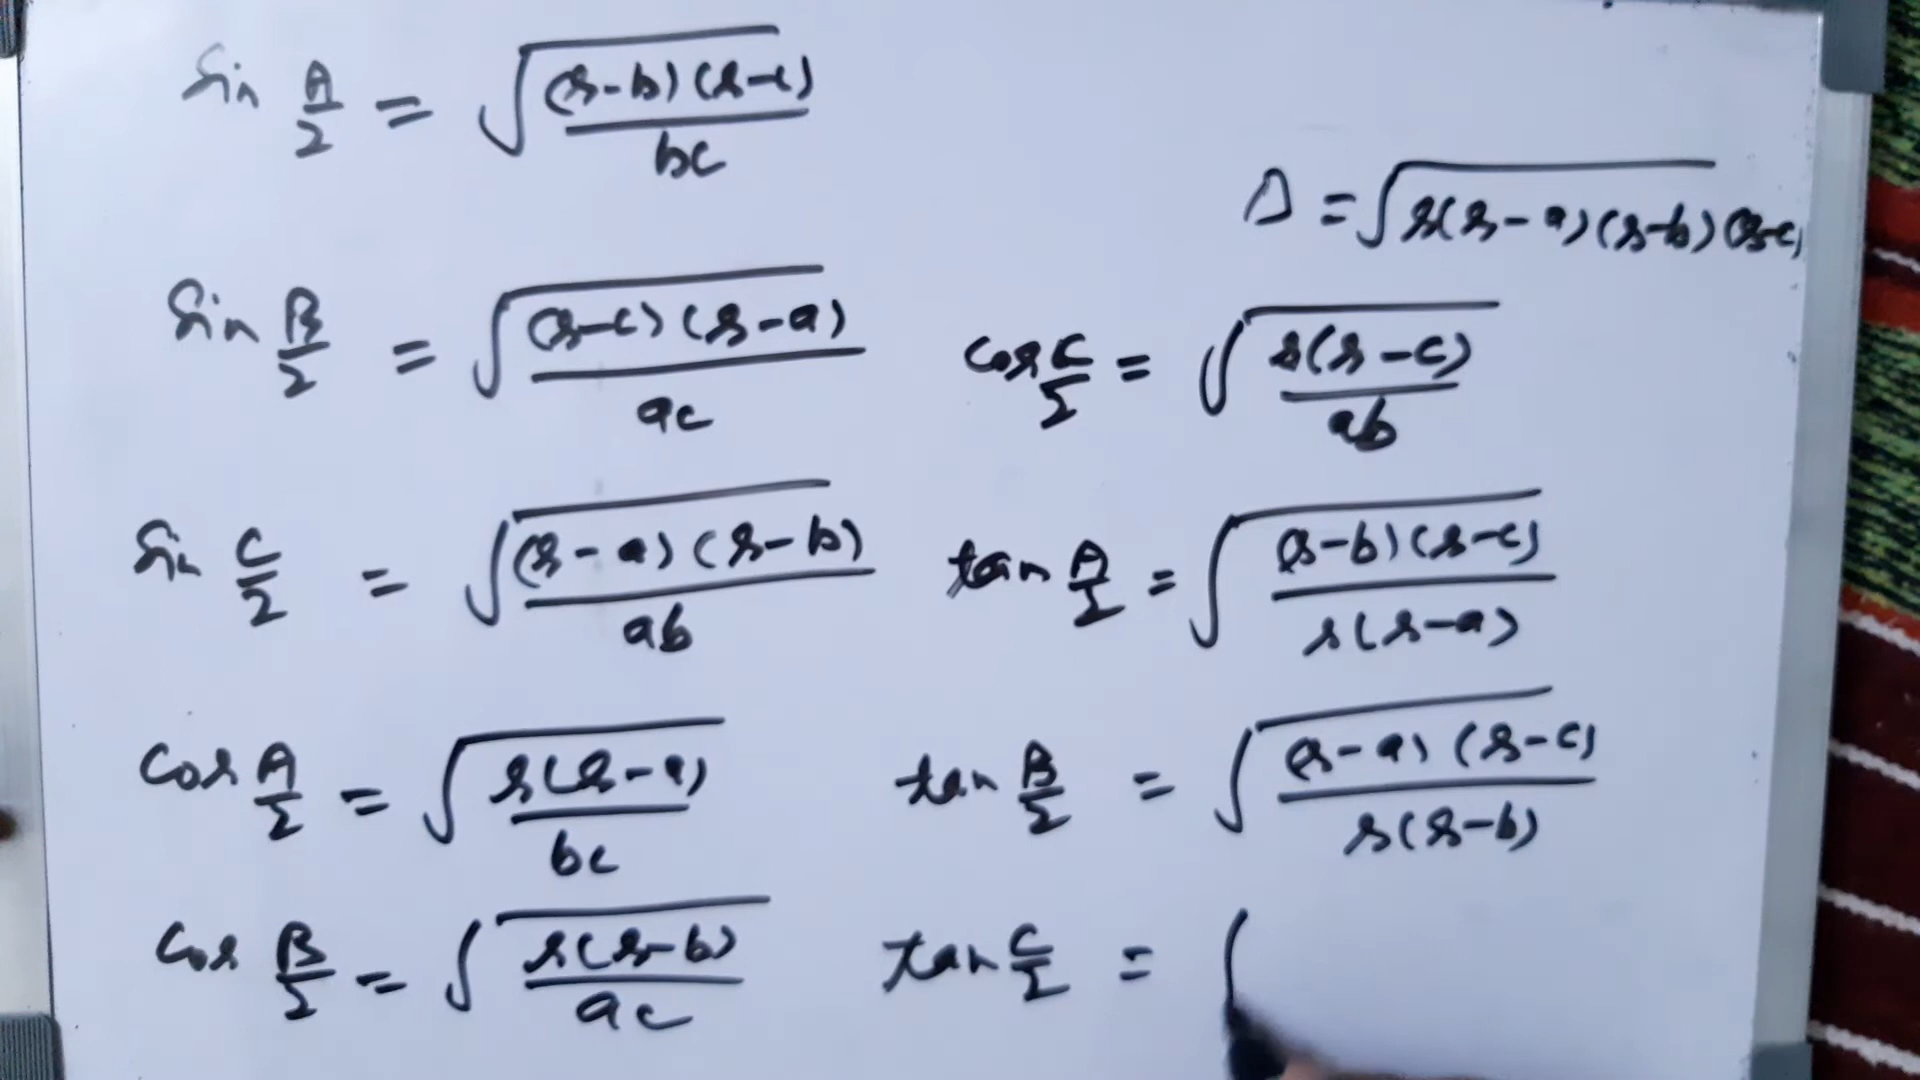 sin A/2 = √((s-b)(s-c)/bc)
sin B/2 = √((s-c)(s-a)/ac)
sin C/2 = √((s-a)(s-b)/ab)
cos A/2 = √(s(s-a)/bc)
cos B/2 = √(s(s-b)/ac)
Δ = √(s(s-a)(s-b)(s-c))
cos C/2 = √(s(s-c)/ab)
tan A/2 = √((s-b)(s-c)/s(s-a))
tan B/2 = √((s-a)(s-c)/s(s-b))
tan C/2 =